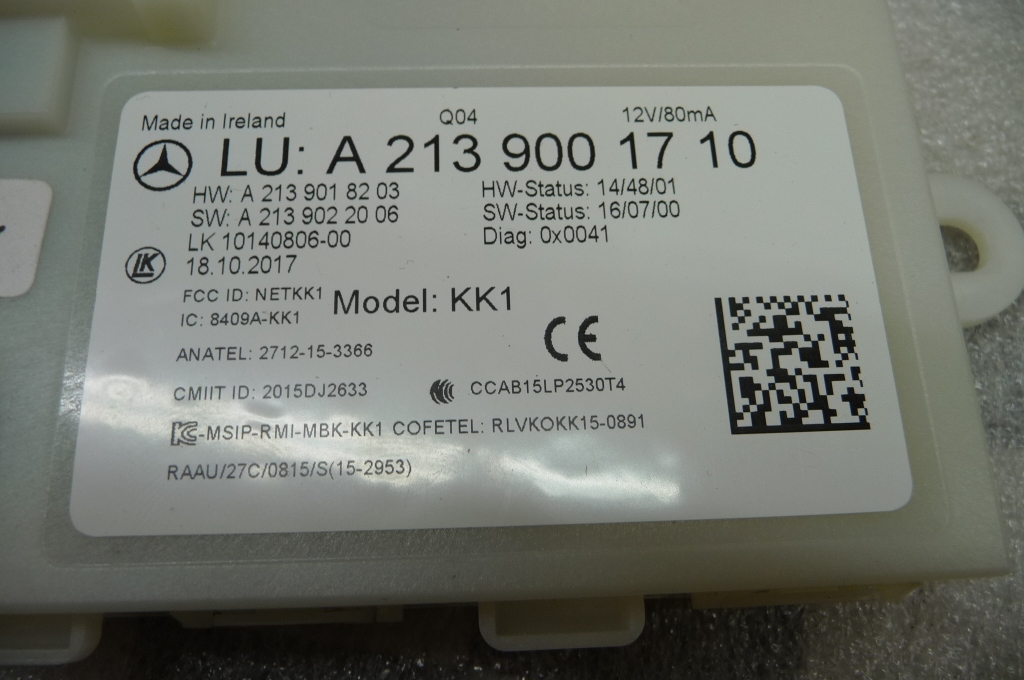 Made in Ireland Q04 12V/80mA
LU: A 213 900 17 10
HW: A 213 901 82 03 HW-Status: 14/48/01
SW: A 213 902 20 06 SW-Status: 16/07/00
LK 10140806-00 Diag: 0x0041
LK 18.10.2017
FCC ID: NETKK1 Model: KK1
IC: 8409A-KK1
CE
ANATEL: 2712-15-3366
CMIIT ID: 2015DJ2633 CCAB15LP2530T4
KC-MSIP-RMI-MBK-KK1 COFETEL: RLVKOKK15-0891
RAAU/27C/0815/S(15-2953)